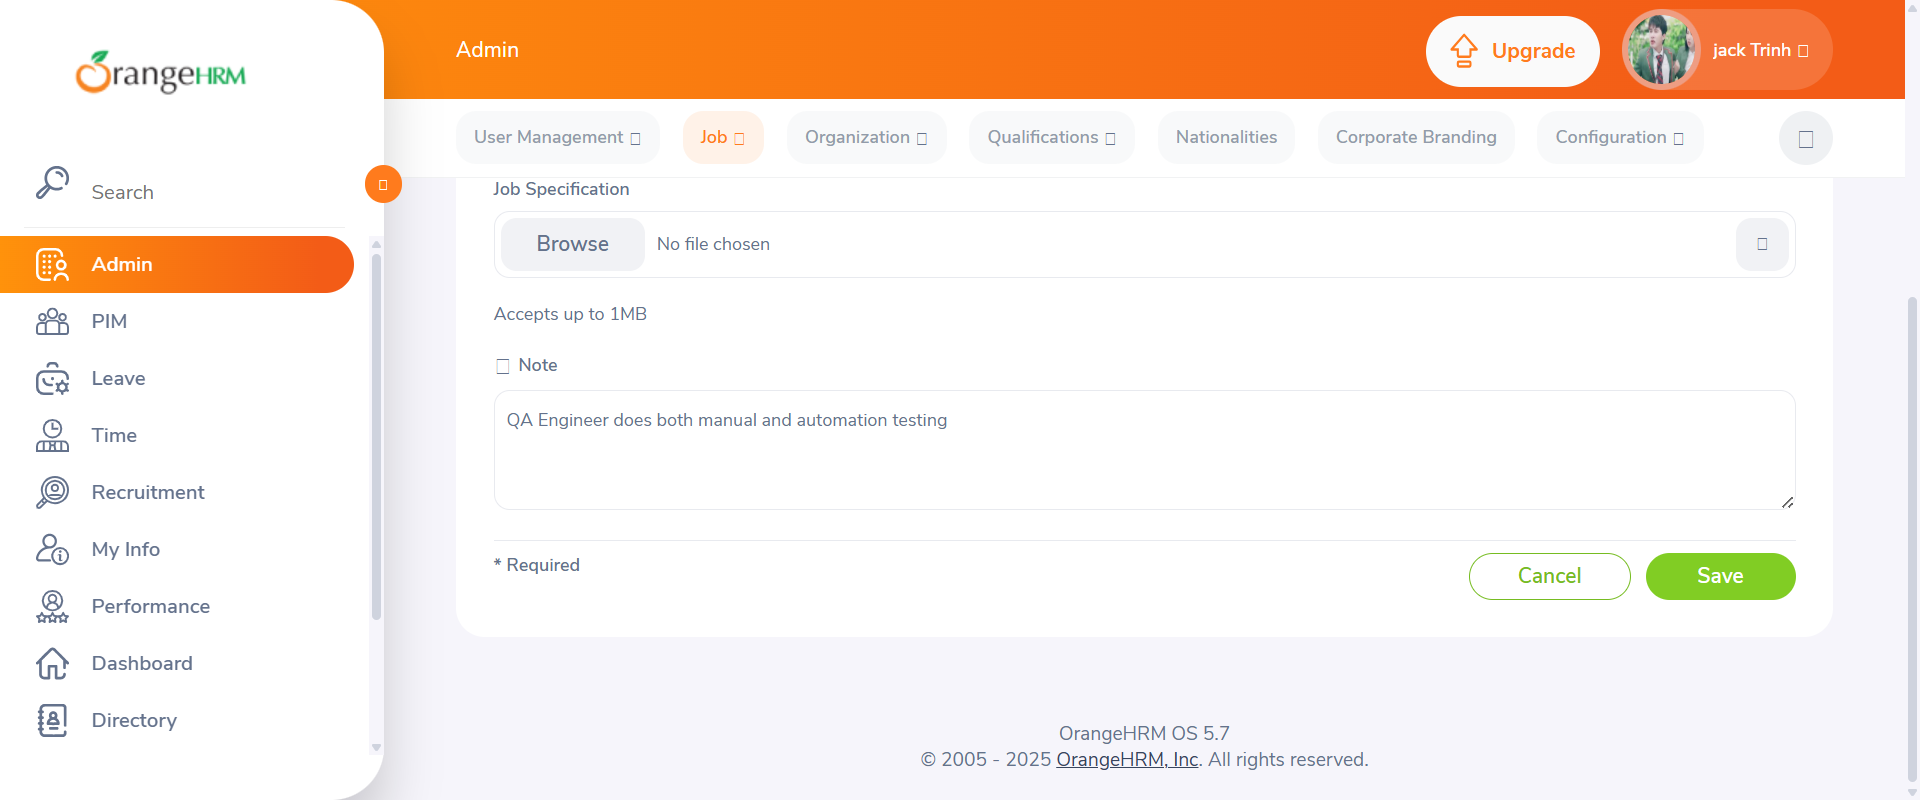 OrangeHRM
Admin
Upgrade
jack Trinh
User Management
Job
Organization
Qualifications
Nationalities
Corporate Branding
Configuration
Search
Admin
PIM
Leave
Time
Recruitment
My Info
Performance
Dashboard
Directory
Job Specification
Browse
No file chosen
Accepts up to 1MB
Note
QA Engineer does both manual and automation testing
* Required
Cancel
Save
OrangeHRM OS 5.7
© 2005 - 2025 OrangeHRM, Inc. All rights reserved.